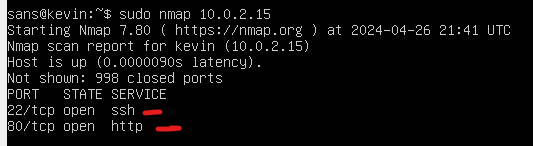 sans@kevin:~$ sudo nmap 10.0.2.15
Starting Nmap 7.80 ( https://nmap.org ) at 2024-04-26 21:41 UTC
Nmap scan report for kevin (10.0.2.15)
Host is up (0.0000090s latency).
Not shown: 998 closed ports
PORT   STATE SERVICE
22/tcp open  ssh
80/tcp open  http